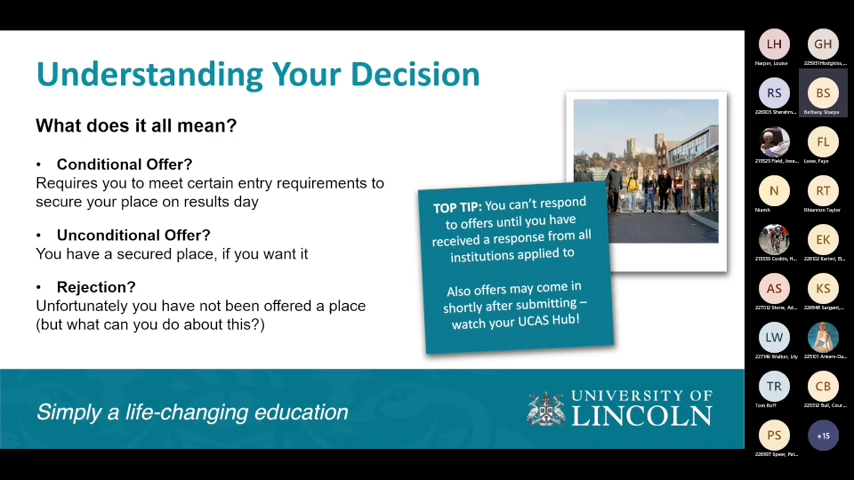 Understanding Your Decision
What does it all mean?
• Conditional Offer?
Requires you to meet certain entry requirements to
secure your place on results day
• Unconditional Offer?
You have a secured place, if you want it
• Rejection?
Unfortunately you have not been offered a place
(but what can you do about this?)
TOP TIP: You can't respond
to offers until you have
received a response from all
institutions applied to
Also offers may come in
shortly after submitting –
watch your UCAS Hub!
Simply a life-changing education
UNIVERSITY OF
LINCOLN
LH
GH
Harper, Louise
RS
BS
Bethany Sharpe
FL
Lowe, Faye
N
RT
Niamh
Rhiannon Taylor
EK
AS
KS
LW
227146 Walker, Lily
TR
CB
Tom Ruff
PS
+15